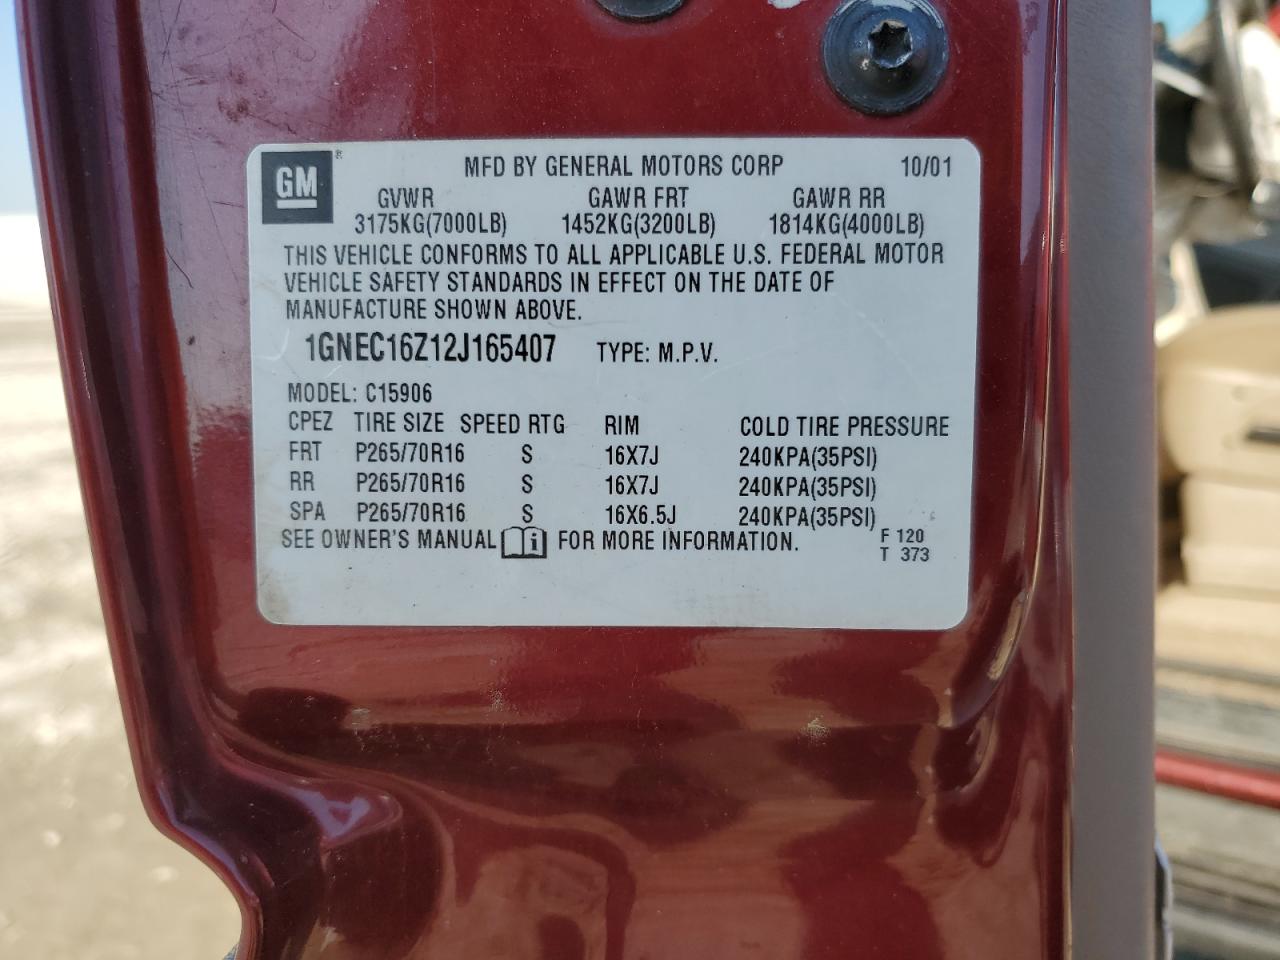 GM® MFD BY GENERAL MOTORS CORP 10/01
GVWR GAWR FRT GAWR RR
3175KG(7000LB) 1452KG(3200LB) 1814KG(4000LB)
THIS VEHICLE CONFORMS TO ALL APPLICABLE U.S. FEDERAL MOTOR
VEHICLE SAFETY STANDARDS IN EFFECT ON THE DATE OF
MANUFACTURE SHOWN ABOVE.
1GNEC16Z12J165407 TYPE: M.P.V.
MODEL: C15906
CPEZ TIRE SIZE SPEED RTG RIM COLD TIRE PRESSURE
FRT P265/70R16 S 16X7J 240KPA(35PSI)
RR P265/70R16 S 16X7J 240KPA(35PSI)
SPA P265/70R16 S 16X6.5J 240KPA(35PSI)
SEE OWNER'S MANUAL i FOR MORE INFORMATION. F 120
T 373